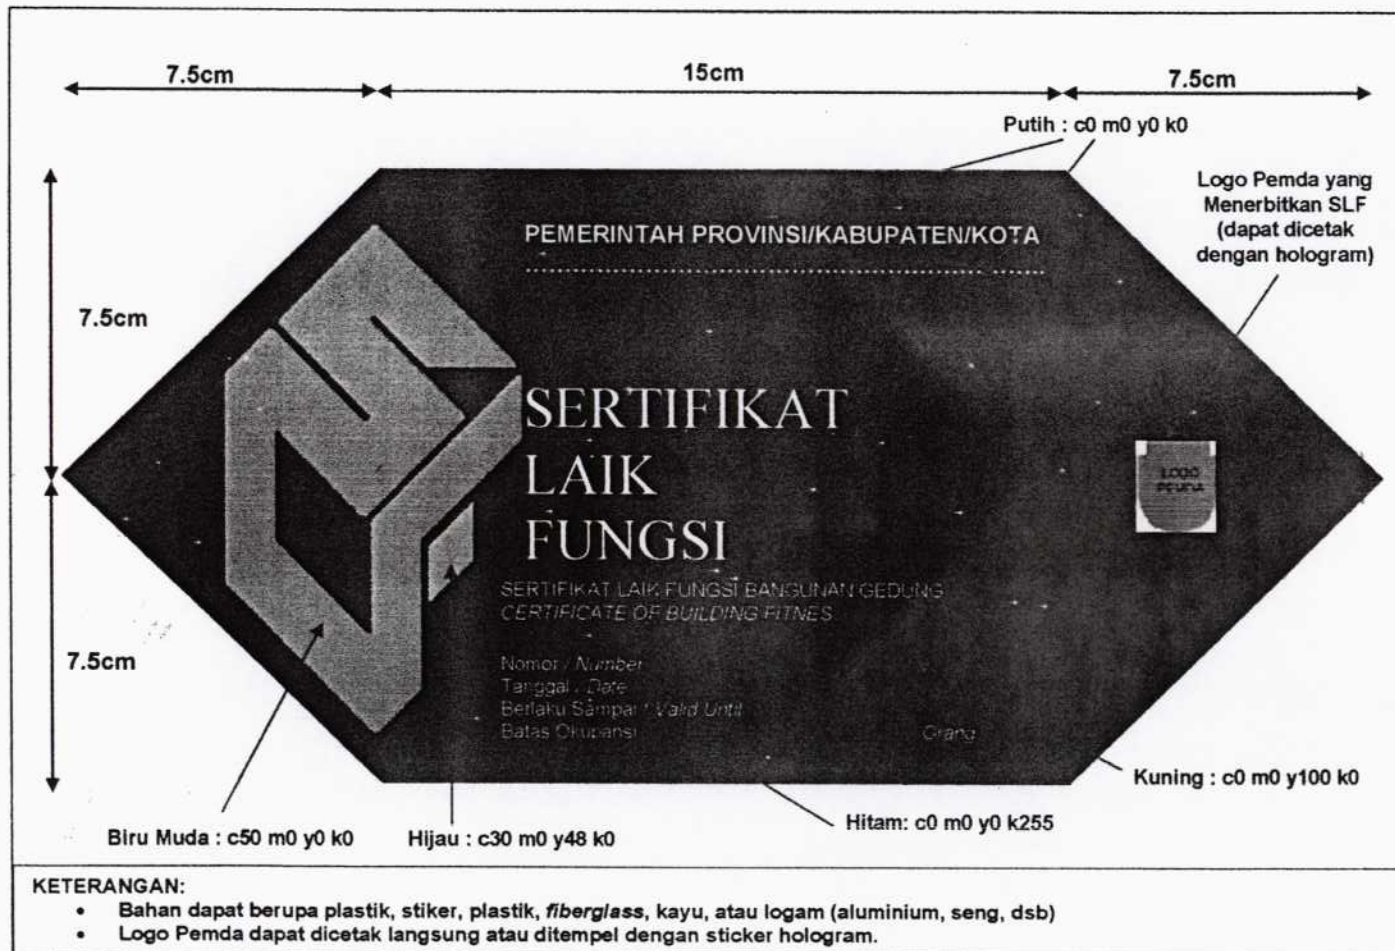 7.5cm 15cm 7.5cm
Putih : c0 m0 y0 k0
Logo Pemda yang
Menerbitkan SLF
(dapat dicetak
dengan hologram)
PEMERINTAH PROVINSI/KABUPATEN/KOTA
7.5cm
SERTIFIKAT
LAIK
FUNGSI
LOGO
PEMDA
SERTIFIKAT LAIK FUNGSI BANGUNAN GEDUNG
CERTIFICATE OF BUILDING FITNES
7.5cm
Nomor / Number
Tanggal / Date
Berlaku Sampai / Valid Until
Batas Okupansi Orang
Kuning : c0 m0 y100 k0
Biru Muda : c50 m0 y0 k0 Hijau : c30 m0 y48 k0 Hitam: c0 m0 y0 k255
KETERANGAN:
• Bahan dapat berupa plastik, stiker, plastik, fiberglass, kayu, atau logam (aluminium, seng, dsb)
• Logo Pemda dapat dicetak langsung atau ditempel dengan sticker hologram.